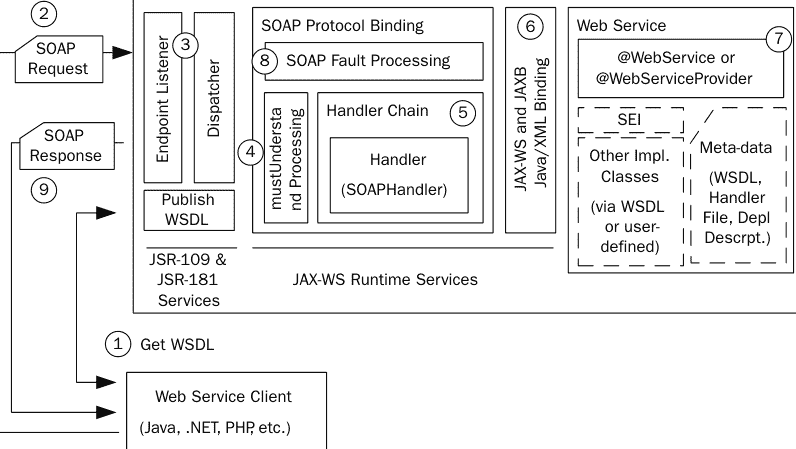 2
SOAP
Request
SOAP
Response
9
Endpoint Listener
3
Dispatcher
Publish
WSDL
JSR-109 &
JSR-181
Services
SOAP Protocol Binding
8
SOAP Fault Processing
4
mustUndersta
nd Processing
Handler Chain
5
Handler
(SOAPHandler)
JAX-WS Runtime Services
6
JAX-WS and JAXB
Java/XML Binding
Web Service
7
@WebService or
@WebServiceProvider
SEI
Other Impl.
Classes
(via WSDL
or user-
defined)
Meta-data
(WSDL,
Handler
File, Depl
Descrpt.)
1
Get WSDL
Web Service Client
(Java, .NET, PHP, etc.)